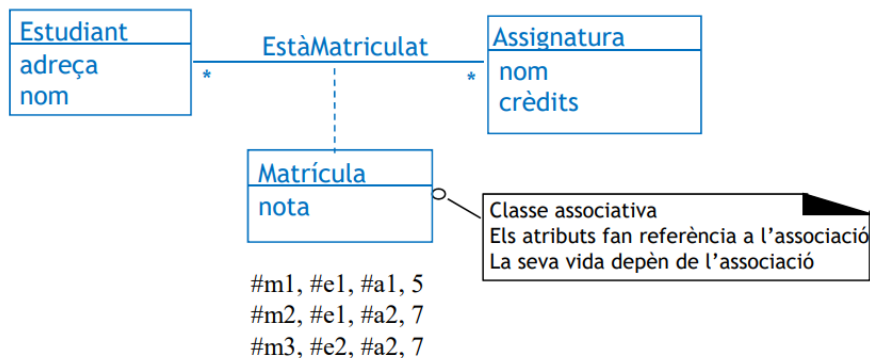 Estudiant
adreça
nom
EstàMatriculat
*
*
Assignatura
nom
crèdits
Matrícula
nota
Classe associativa
Els atributs fan referència a l'associació
La seva vida depèn de l'associació
#m1, #e1, #a1, 5
#m2, #e1, #a2, 7
#m3, #e2, #a2, 7